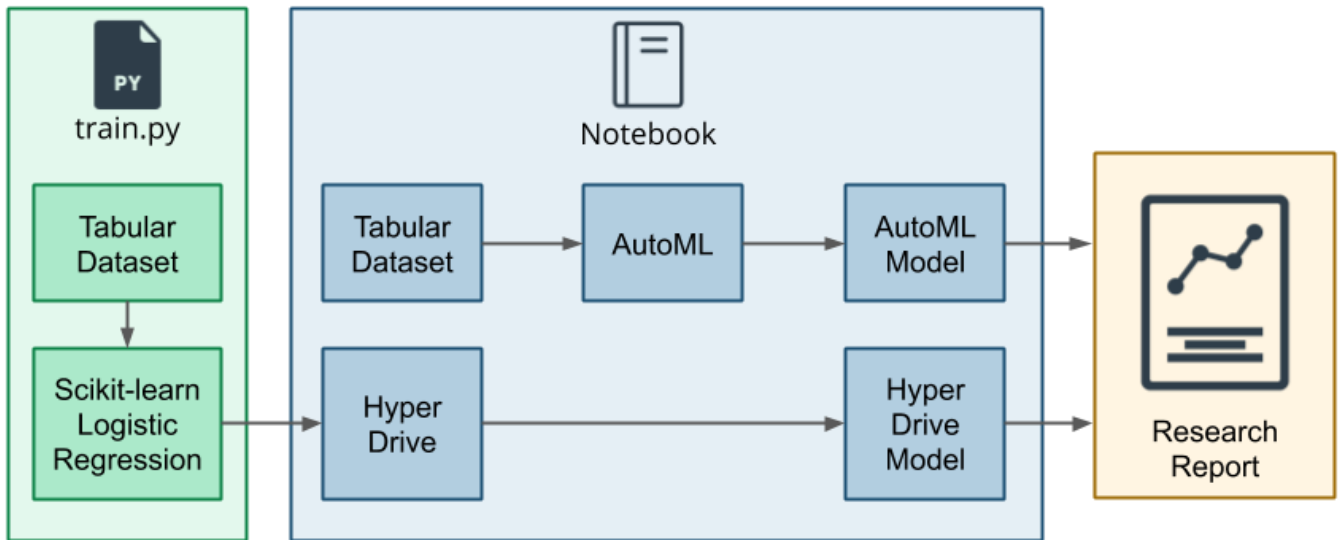 PY
train.py
Tabular
Dataset
Scikit-learn
Logistic
Regression
Notebook
Tabular
Dataset
AutoML
AutoML
Model
Hyper
Drive
Hyper
Drive
Model
Research
Report